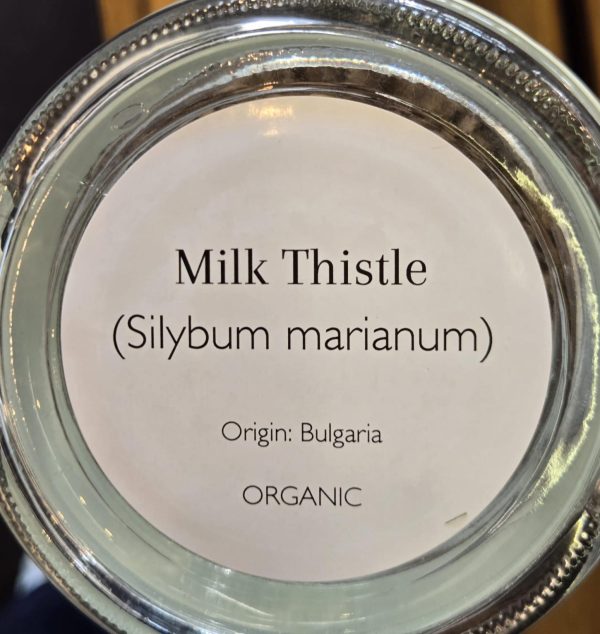 Milk Thistle
(Silybum marianum)
Origin: Bulgaria
ORGANIC